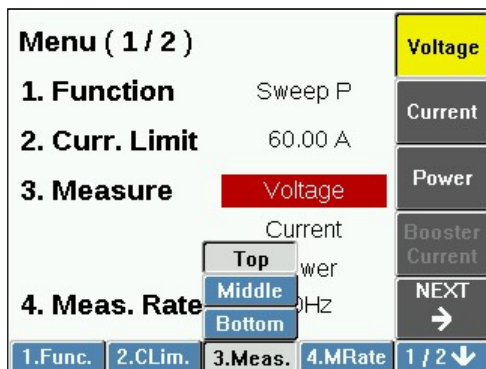 Menu ( 1 / 2 )
Voltage
1. Function
Sweep P
Current
2. Curr. Limit
60.00 A
3. Measure
Voltage
Power
Current
Booster
Current
Top
wer
Middle
NEXT
4. Meas. Rate
Hz
Bottom
1.Func.
2.CLim.
3.Meas.
4.MRate
1 / 2